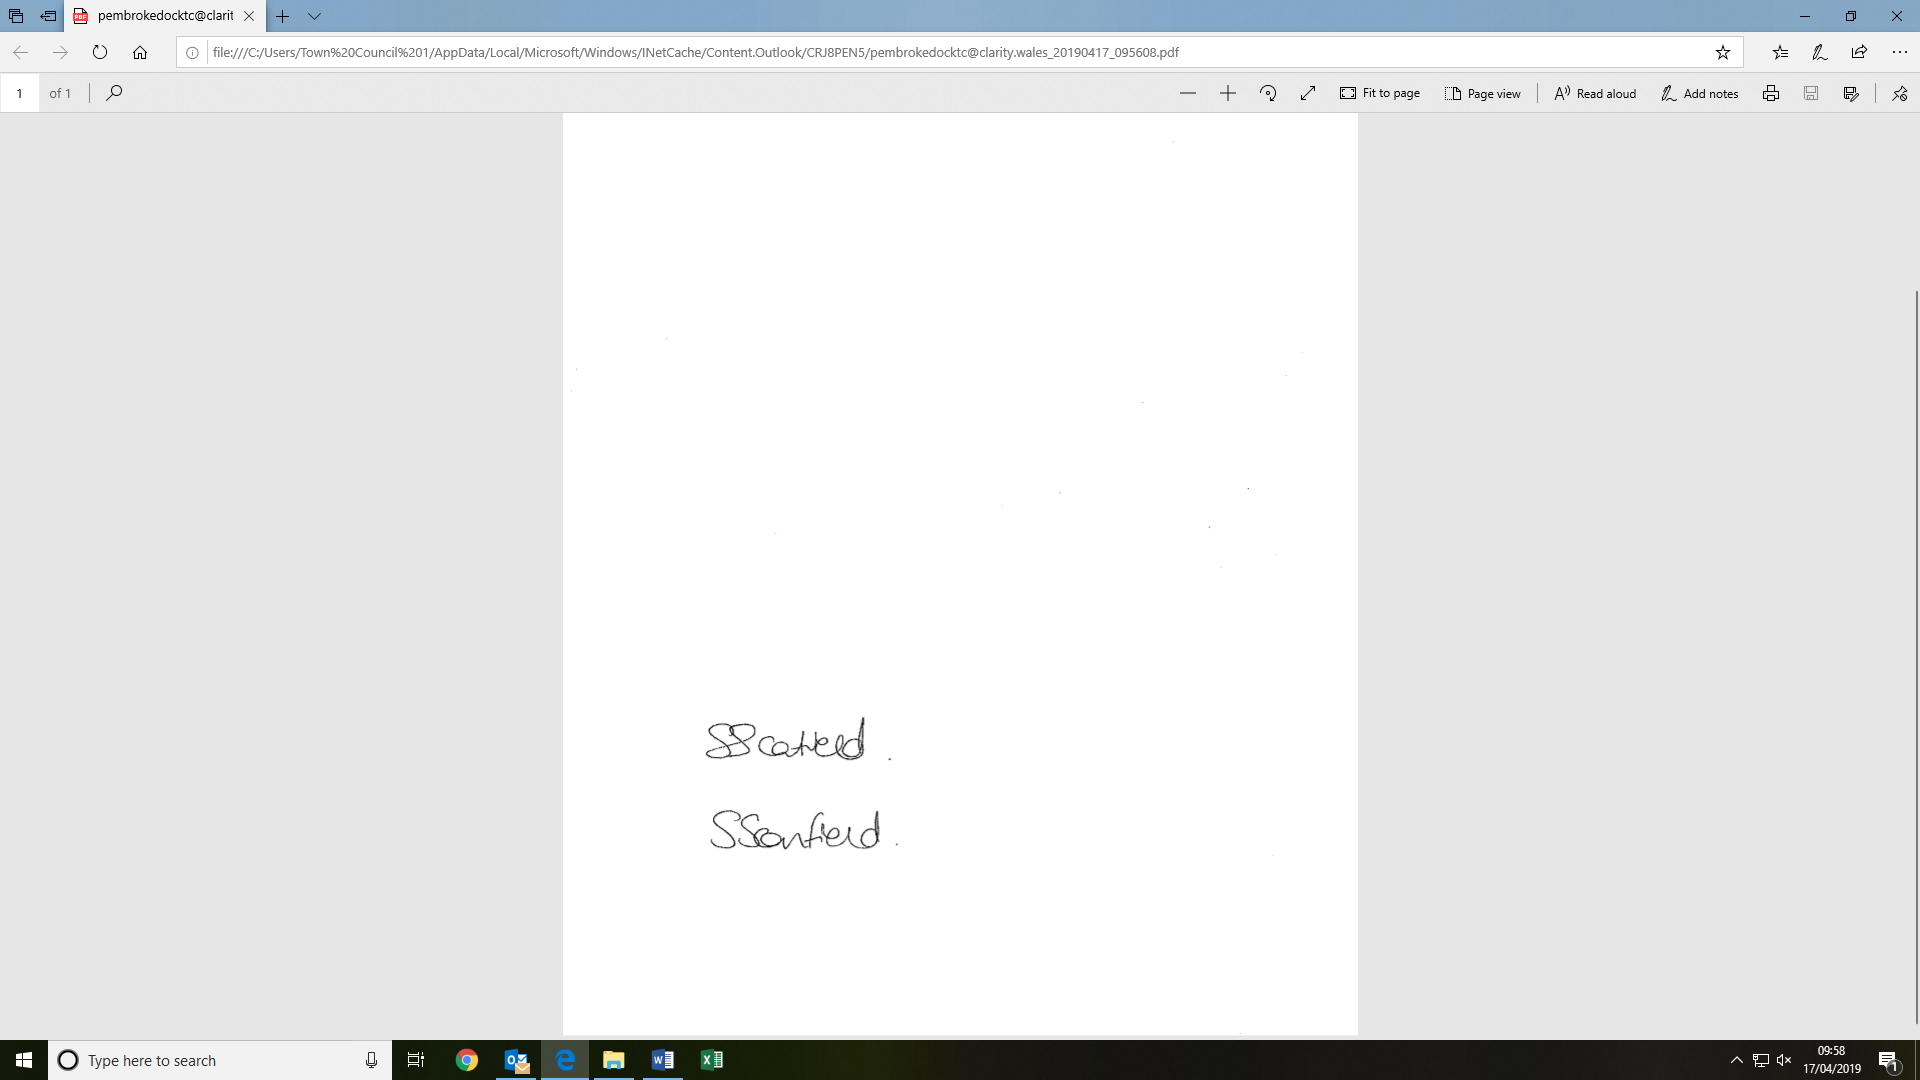 pembrokedocktc@clarit
file:///C:/Users/Town%20Council%201/AppData/Local/Microsoft/Windows/INetCache/Content.Outlook/CRJ8PEN5/pembrokedocktc@clarity.wales_20190417_095608.pdf
1 of 1 Fit to page Page view Read aloud Add notes
SScanfield.
Type here to search
09:58
17/04/2019
1